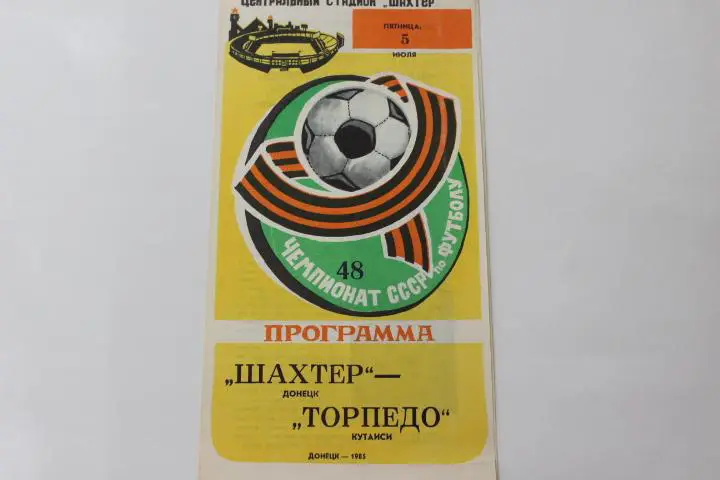 ЦЕНТРАЛЬНЫЙ СТАДИОН „ШАХТЕР"
ПЯТНИЦА,
5
ИЮЛЯ
48
ЧЕМПИОНАТ СССР ПО ФУТБОЛУ
ПРОГРАММА
„ШАХТЕР"—
ДОНЕЦК
„ТОРПЕДО"
КУТАИСИ
ДОНЕЦК — 1985